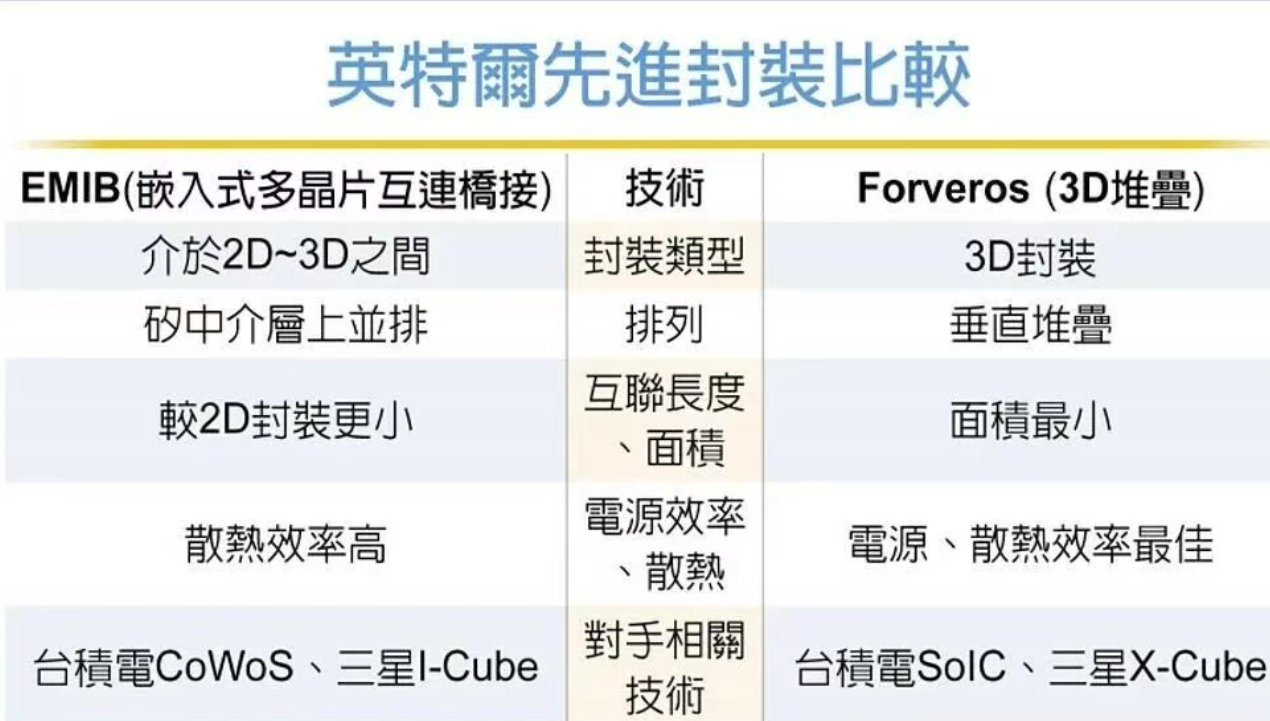 英特爾先進封裝比較
EMIB(嵌入式多晶片互連橋接) 技術 Forveros (3D堆疊)
介於2D~3D之間 封裝類型 3D封裝
矽中介層上並排 排列 垂直堆疊
較2D封裝更小 互聯長度、面積 面積最小
散熱效率高 電源效率、散熱 電源、散熱效率最佳
台積電CoWoS、三星I-Cube 對手相關技術 台積電SoIC、三星X-Cube